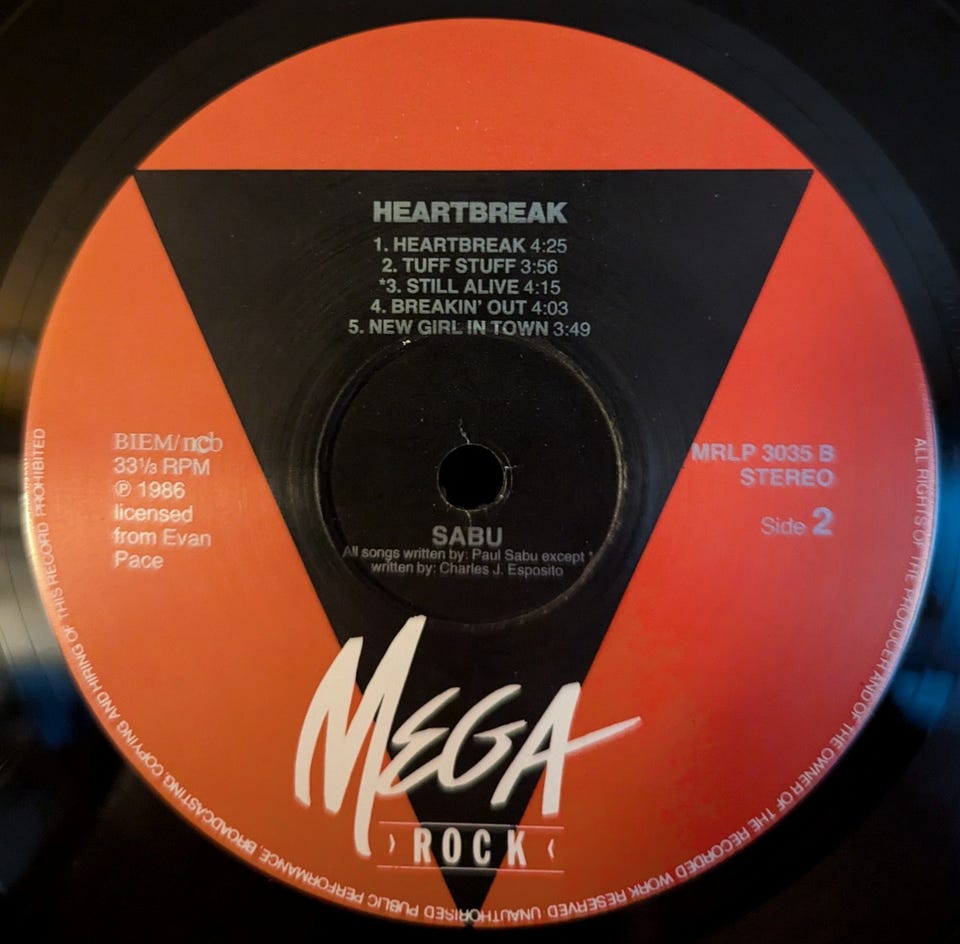 HEARTBREAK
1. HEARTBREAK 4:25
2. TUFF STUFF 3:56
*3. STILL ALIVE 4:15
4. BREAKIN' OUT 4:03
5. NEW GIRL IN TOWN 3:49
BIEM/ncb
33⅓ RPM
℗ 1986
licensed
from Evan
Pace
MRLP 3035 B
STEREO
Side 2
SABU
All songs written by: Paul Sabu except *
written by: Charles J. Esposito
MEGA
ROCK
ALL RIGHTS OF THE PRODUCER AND OF THE OWNER OF THE RECORDED WORK RESERVED UNAUTHORISED PUBLIC PERFORMANCE, BROADCASTING, COPYING AND HIRING OF THIS RECORD PROHIBITED